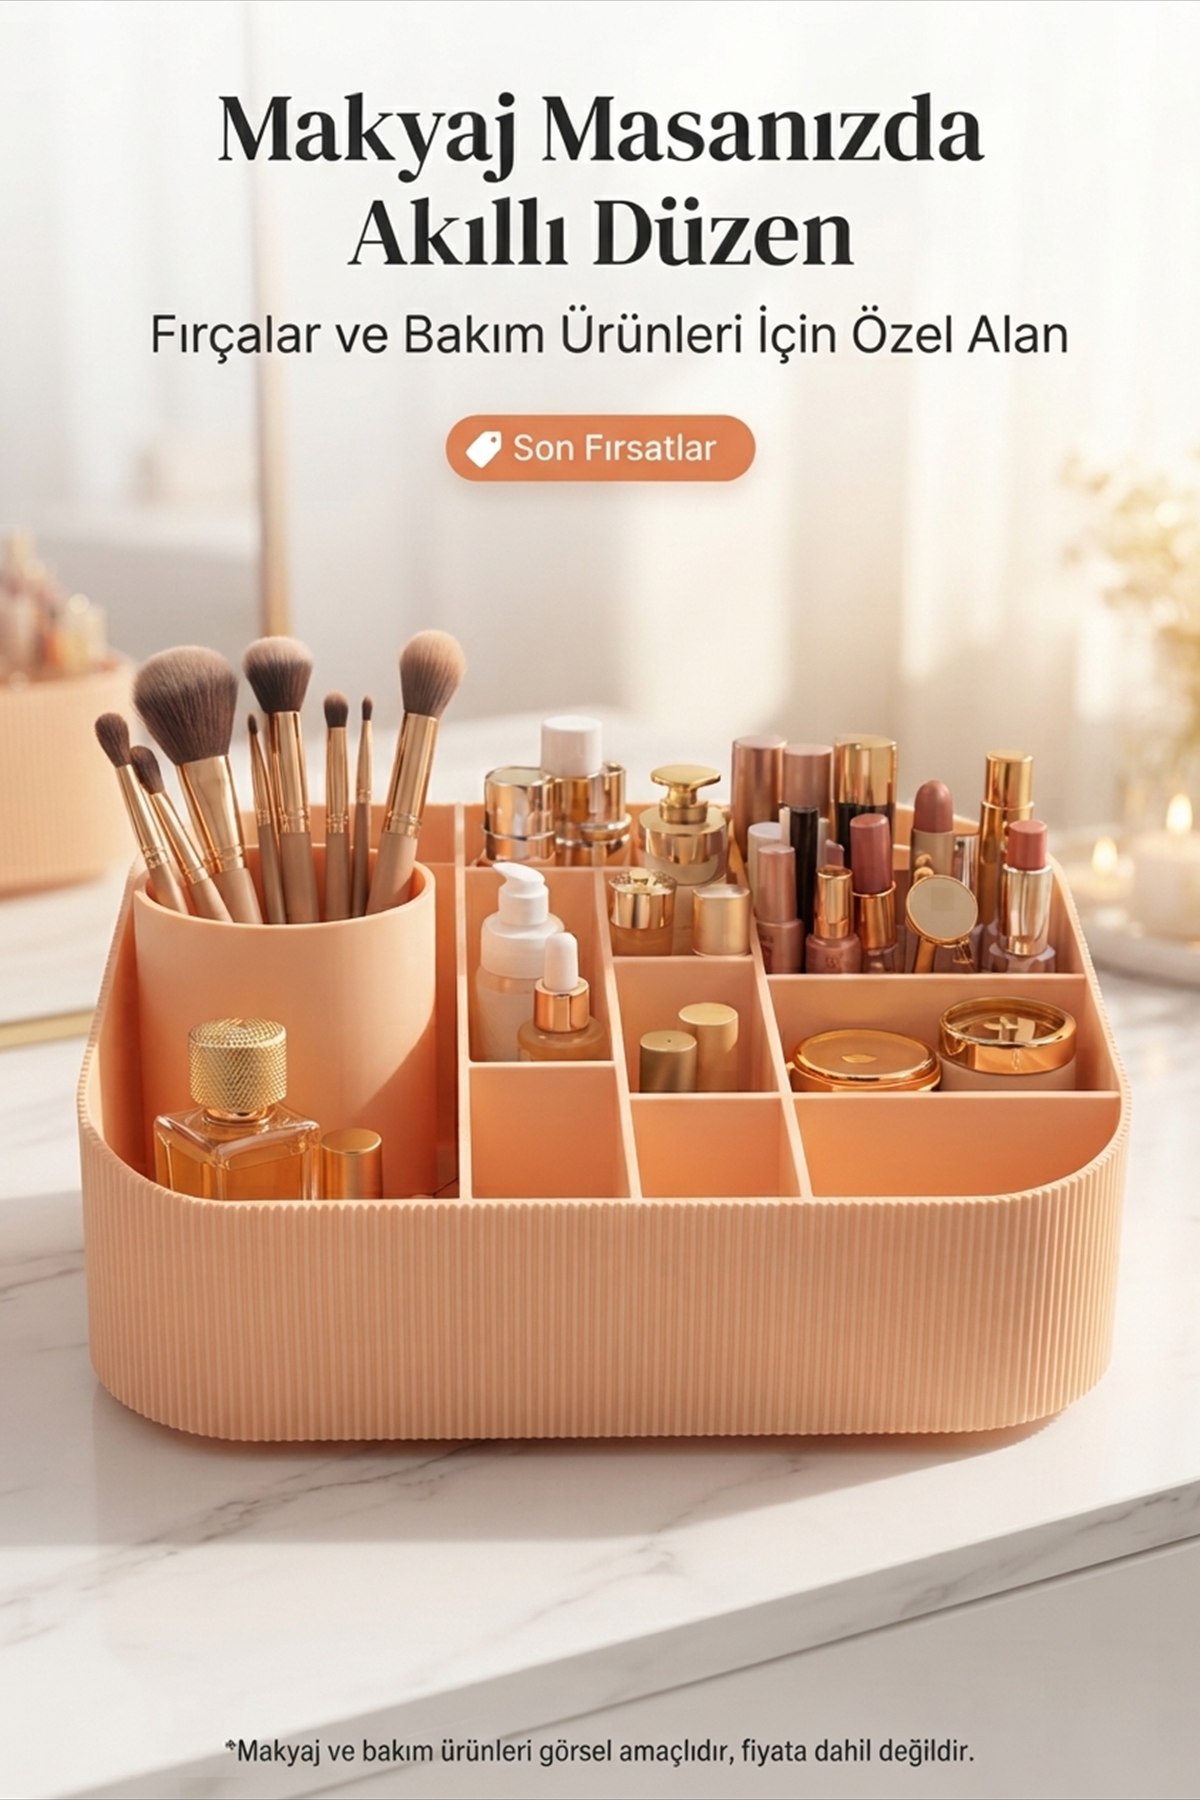 Makyaj Masanızda
Akıllı Düzen
Fırçalar ve Bakım Ürünleri İçin Özel Alan
Son Fırsatlar
*Makyaj ve bakım ürünleri görsel amaçlıdır, fiyata dahil değildir.